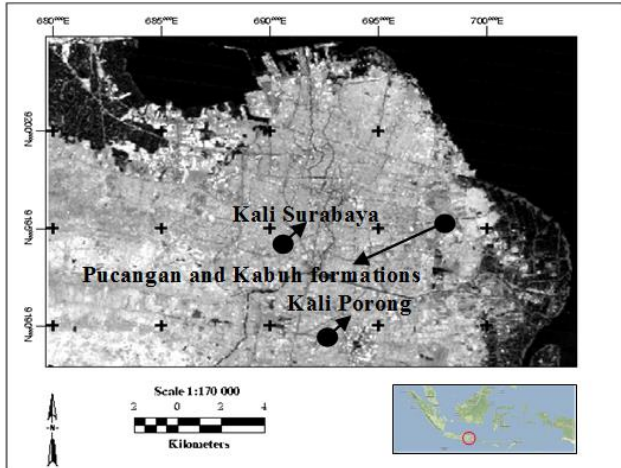 680⁰⁰⁰E 685⁰⁰⁰E 690⁰⁰⁰E 695⁰⁰⁰E 700⁰⁰⁰E
Kali Surabaya
Pucangan and Kabuh formations
Kali Porong
Scale 1:170 000
2 0 2 4
Kilometers
-N-